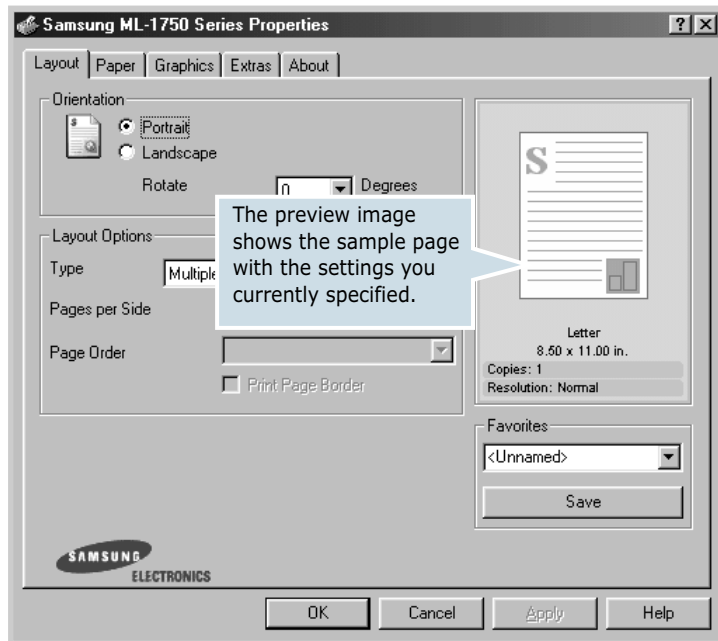 Samsung ML-1750 Series Properties
Layout
Paper
Graphics
Extras
About
Orientation
Portrait
Landscape
Rotate
0
Degrees
Layout Options
Type
Multiple
Pages per Side
Page Order
Print Page Border
The preview image
shows the sample page
with the settings you
currently specified.
S
S
Letter
8.50 x 11.00 in.
Copies: 1
Resolution: Normal
Favorites
<Unnamed>
Save
SAMSUNG
ELECTRONICS
OK
Cancel
Apply
Help